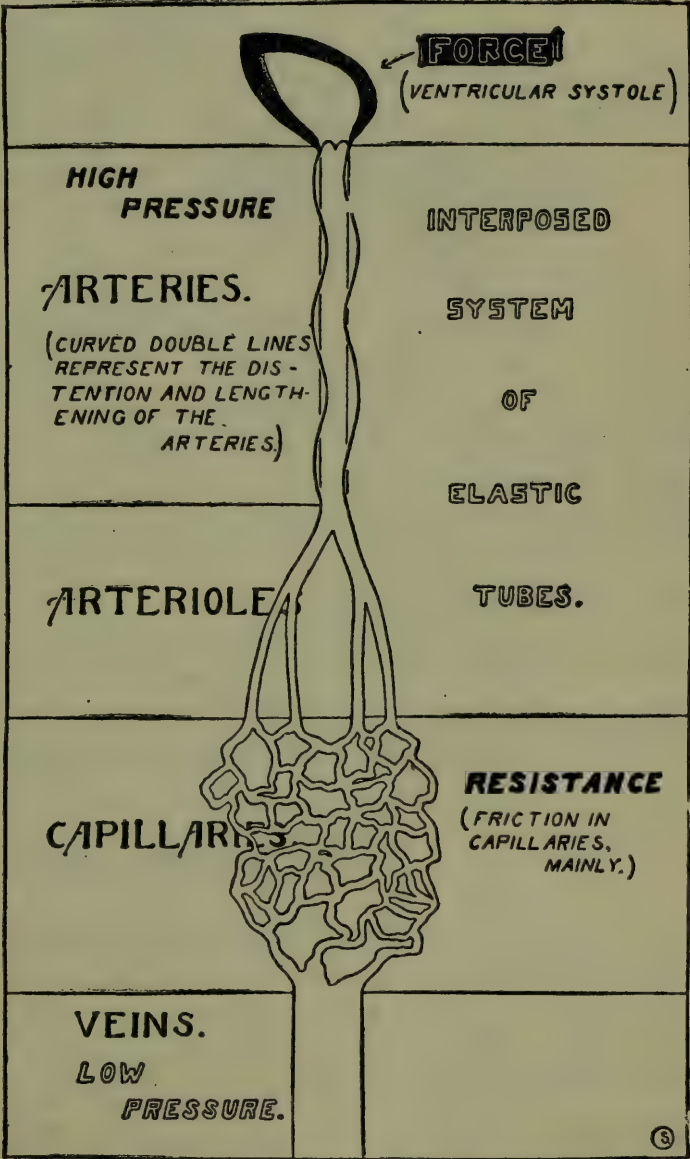 FORCE
(VENTRICULAR SYSTOLE)
HIGH
PRESSURE
ARTERIES.
(CURVED DOUBLE LINES
REPRESENT THE DIS-
TENTION AND LENGTH-
ENING OF THE
ARTERIES.)
INTERPOSED
SYSTEM
OF
ELASTIC
TUBES.
ARTERIOLES
CAPILLARIES
RESISTANCE
(FRICTION IN
CAPILLARIES,
MAINLY.)
VEINS.
LOW
PRESSURE.
S